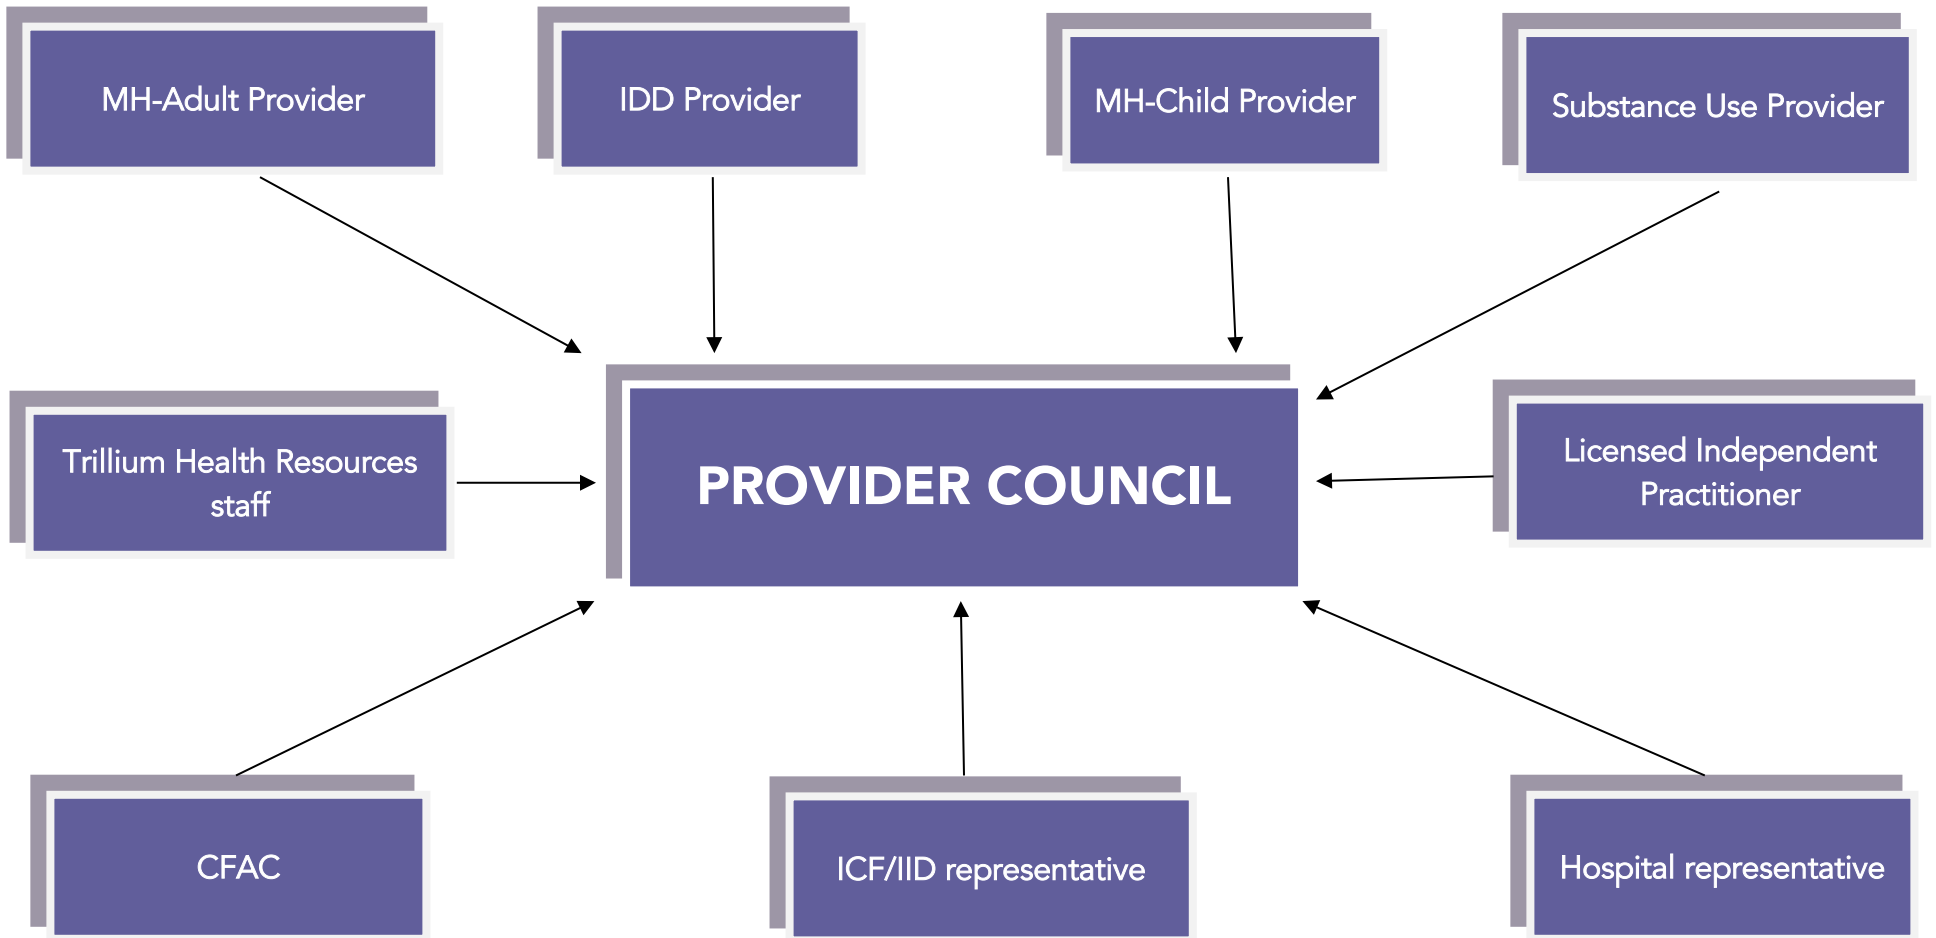 MH-Adult Provider
IDD Provider
MH-Child Provider
Substance Use Provider
Trillium Health Resources
staff
PROVIDER COUNCIL
Licensed Independent
Practitioner
CFAC
ICF/IID representative
Hospital representative